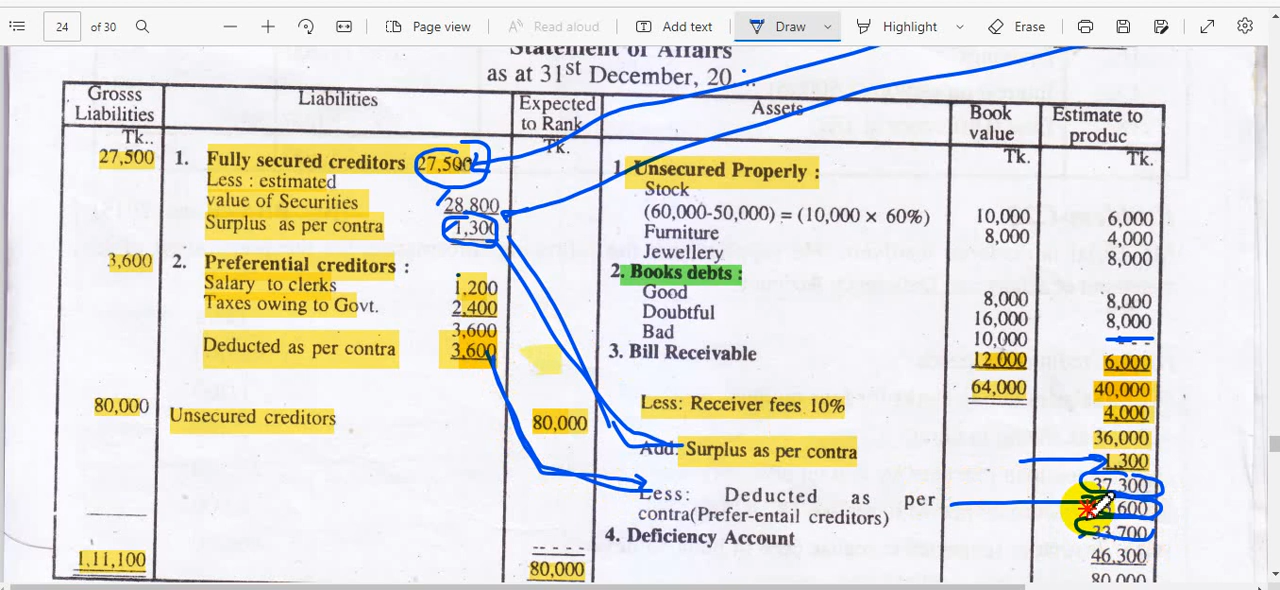 24 of 30 Page view Read aloud Add text Draw Highlight Erase
Statement of Affairs
as at 31st December, 20
Grosss Liabilities Liabilities Expected to Rank Assets Book value Estimate to produc
Tk.. Tk. Tk. Tk.
27,500 1. Fully secured creditors 27,500
Less : estimated
value of Securities 28,800
Surplus as per contra 1,300
3,600 2. Preferential creditors :
Salary to clerks 1,200
Taxes owing to Govt. 2,400
3,600
Deducted as per contra 3,600
80,000 Unsecured creditors 80,000
1,11,100 80,000
1 Unsecured Properly :
Stock
(60,000-50,000) = (10,000 × 60%) 10,000 6,000
Furniture 8,000 4,000
Jewellery 8,000
2. Books debts :
Good 8,000 8,000
Doubtful 16,000 8,000
Bad 10,000 ---
3. Bill Receivable 12,000 6,000
64,000 40,000
Less: Receiver fees 10% 4,000
36,000
Add: Surplus as per contra 1,300
37,300
Less: Deducted as per 600
contra(Prefer-entail creditors) 33,700
4. Deficiency Account 46,300
80,000